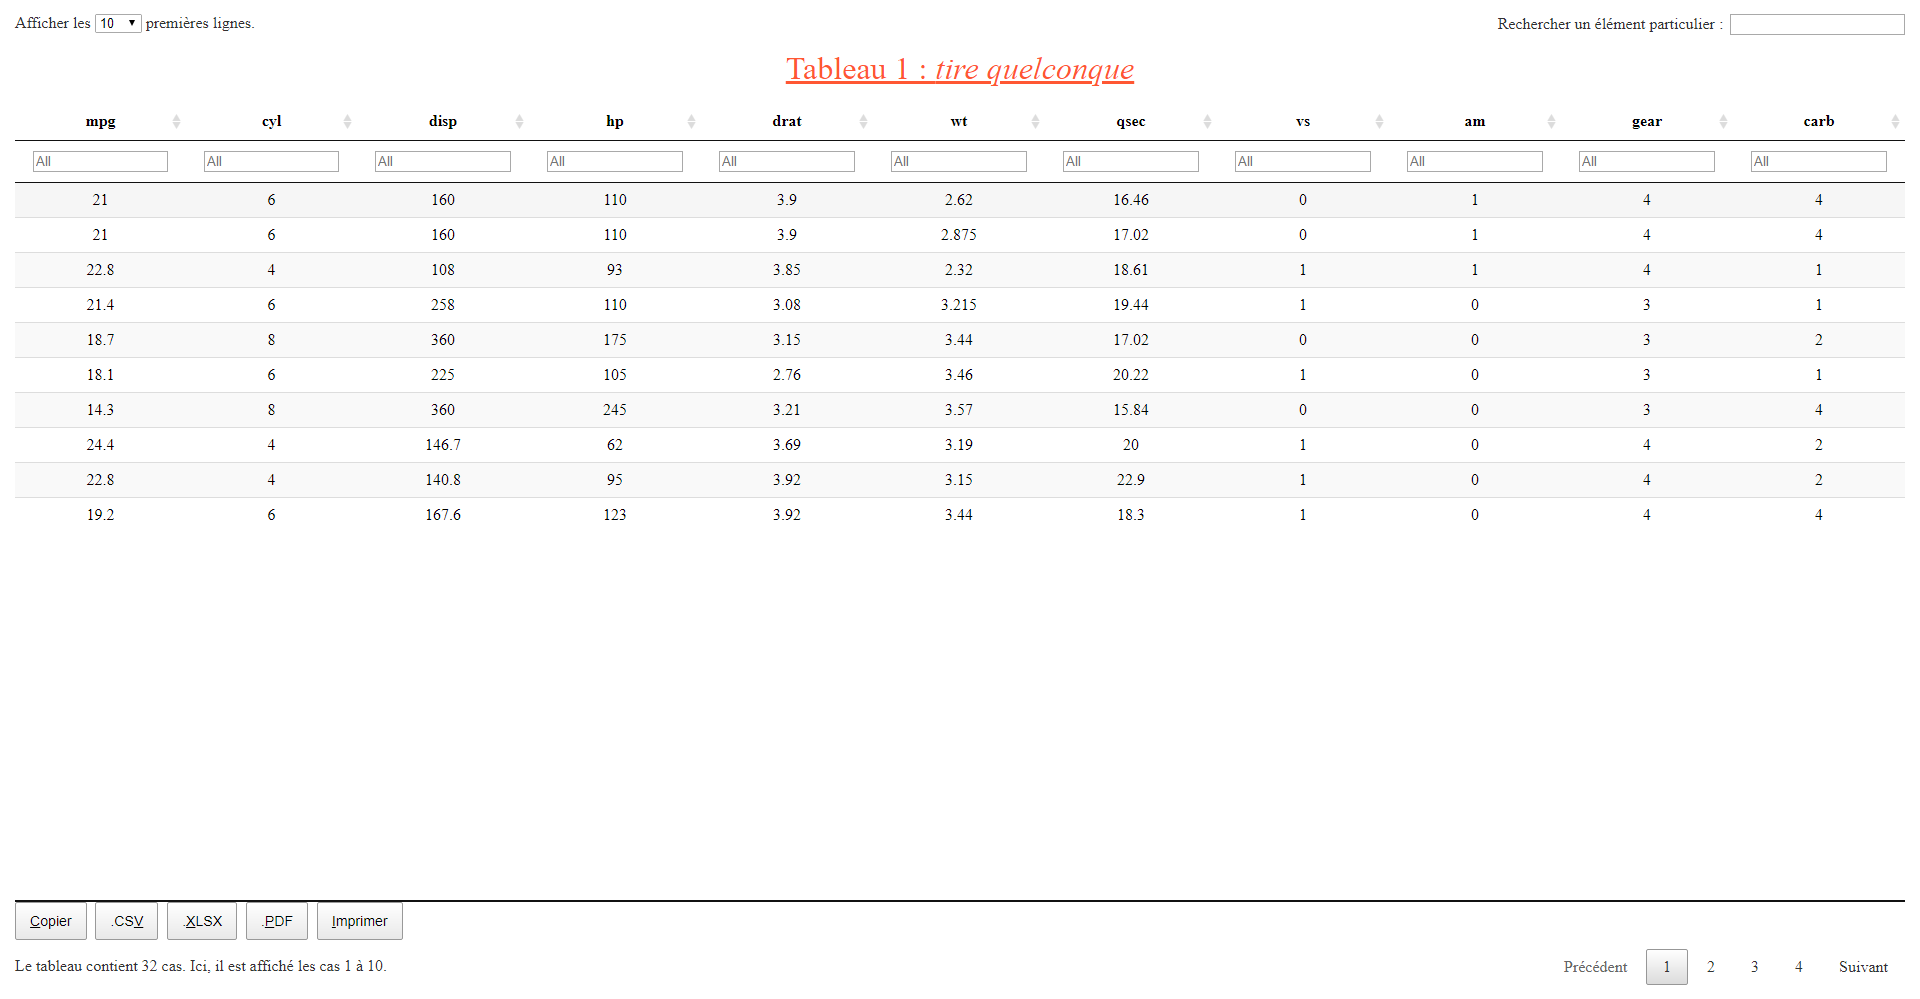 Afficher les 10 premières lignes. Rechercher un élément particulier :
Tableau 1 : tire quelconque
mpg cyl disp hp drat wt qsec vs am gear carb
All All All All All All All All All All All
21 6 160 110 3.9 2.62 16.46 0 1 4 4
21 6 160 110 3.9 2.875 17.02 0 1 4 4
22.8 4 108 93 3.85 2.32 18.61 1 1 4 1
21.4 6 258 110 3.08 3.215 19.44 1 0 3 1
18.7 8 360 175 3.15 3.44 17.02 0 0 3 2
18.1 6 225 105 2.76 3.46 20.22 1 0 3 1
14.3 8 360 245 3.21 3.57 15.84 0 0 3 4
24.4 4 146.7 62 3.69 3.19 20 1 0 4 2
22.8 4 140.8 95 3.92 3.15 22.9 1 0 4 2
19.2 6 167.6 123 3.92 3.44 18.3 1 0 4 4
Copier .CSV .XLSX .PDF Imprimer
Le tableau contient 32 cas. Ici, il est affiché les cas 1 à 10. Précédent 1 2 3 4 Suivant